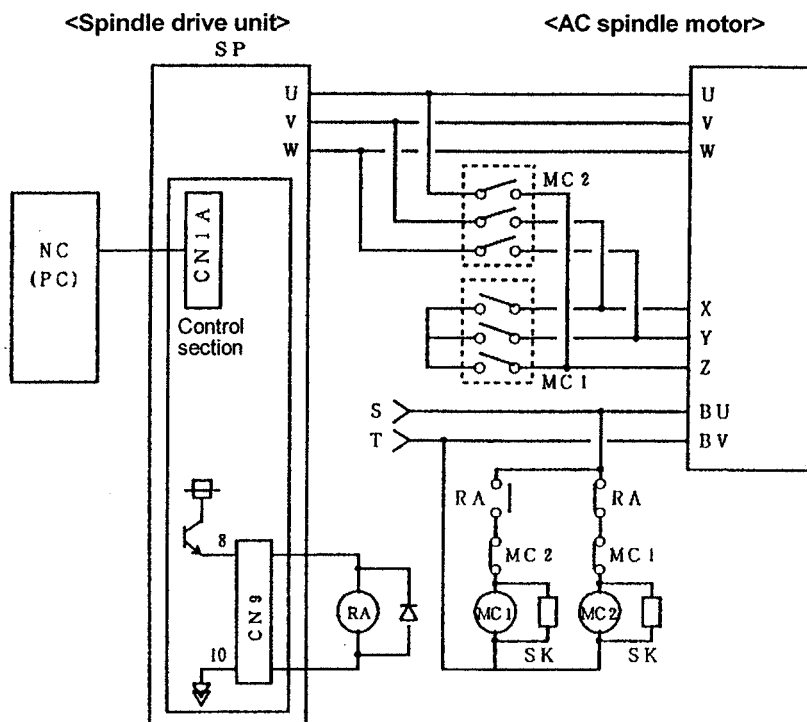 <Spindle drive unit>
<AC spindle motor>
SP
U
V
W
U
V
W
MC2
NC
(PC)
CN1A
Control
section
X
Y
Z
MC1
S
T
BU
BV
RA
RA
MC2
MC1
8
CN9
10
RA
MC1
MC2
SK
SK